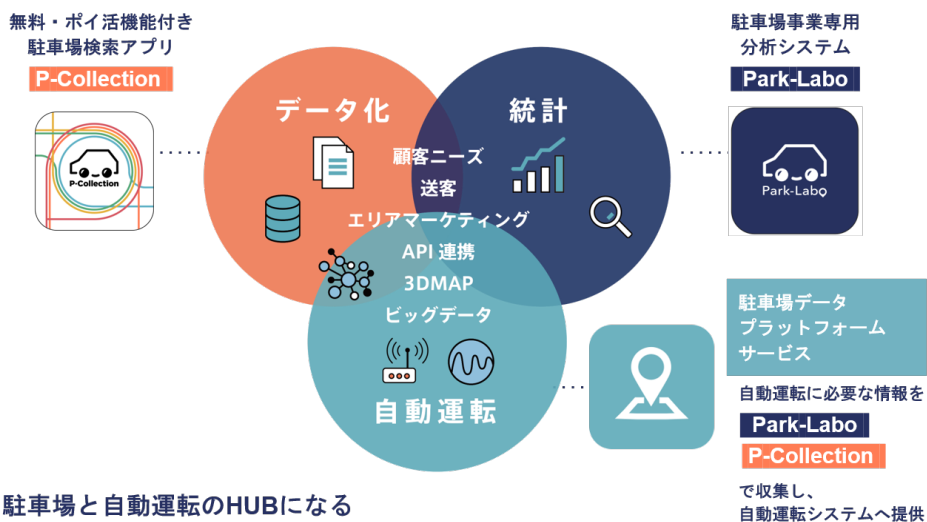 無料・ポイ活機能付き
駐車場検索アプリ
P-Collection
P-Collection
データ化
統計
顧客ニーズ
送客
エリアマーケティング
API 連携
3DMAP
ビッグデータ
自動運転
駐車場事業専用
分析システム
Park-Labo
Park-Labo
駐車場データ
プラットフォーム
サービス
自動運転に必要な情報を
Park-Labo
P-Collection
で収集し、
自動運転システムへ提供
駐車場と自動運転のHUBになる